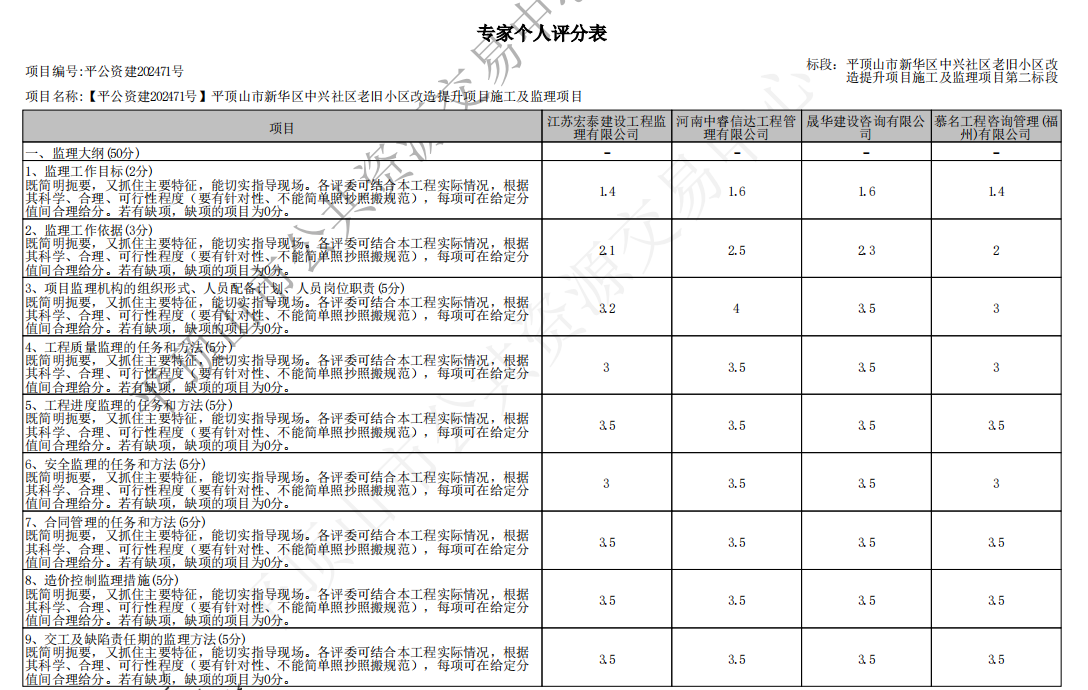 专家个人评分表
项目编号:平公资建202471号
标段: 平顶山市新华区中兴社区老旧小区改
造提升项目施工及监理项目第二标段
项目名称:【平公资建202471号】平顶山市新华区中兴社区老旧小区改造提升项目施工及监理项目
项目 江苏宏泰建设工程监理有限公司 河南中睿信达工程管理有限公司 晟华建设咨询有限公司 慕名工程咨询管理(福州)有限公司
一、监理大纲(50分) - - - -
1、监理工作目标(2分)
既简明扼要,又抓住主要特征,能切实指导现场。各评委可结合本工程实际情况,根据
其科学、合理、可行性程度(要有针对性、不能简单照抄照搬规范),每项可在给定分
值间合理给分。若有缺项,缺项的项目为0分。
1.4 1.6 1.6 1.4
2、监理工作依据(3分)
既简明扼要,又抓住主要特征,能切实指导现场。各评委可结合本工程实际情况,根据
其科学、合理、可行性程度(要有针对性、不能简单照抄照搬规范),每项可在给定分
值间合理给分。若有缺项,缺项的项目为0分。
2.1 2.5 2.3 2
3、项目监理机构的组织形式、人员配备计划、人员岗位职责(5分)
既简明扼要,又抓住主要特征,能切实指导现场。各评委可结合本工程实际情况,根据
其科学、合理、可行性程度(要有针对性、不能简单照抄照搬规范),每项可在给定分
值间合理给分。若有缺项,缺项的项目为0分。
3.2 4 3.5 3
4、工程质量监理的任务和方法(5分)
既简明扼要,又抓住主要特征,能切实指导现场。各评委可结合本工程实际情况,根据
其科学、合理、可行性程度(要有针对性、不能简单照抄照搬规范),每项可在给定分
值间合理给分。若有缺项,缺项的项目为0分。
3 3.5 3.5 3
5、工程进度监理的任务和方法(5分)
既简明扼要,又抓住主要特征,能切实指导现场。各评委可结合本工程实际情况,根据
其科学、合理、可行性程度(要有针对性、不能简单照抄照搬规范),每项可在给定分
值间合理给分。若有缺项,缺项的项目为0分。
3.5 3.5 3.5 3.5
6、安全监理的任务和方法(5分)
既简明扼要,又抓住主要特征,能切实指导现场。各评委可结合本工程实际情况,根据
其科学、合理、可行性程度(要有针对性、不能简单照抄照搬规范),每项可在给定分
值间合理给分。若有缺项,缺项的项目为0分。
3 3.5 3.5 3
7、合同管理的任务和方法(5分)
既简明扼要,又抓住主要特征,能切实指导现场。各评委可结合本工程实际情况,根据
其科学、合理、可行性程度(要有针对性、不能简单照抄照搬规范),每项可在给定分
值间合理给分。若有缺项,缺项的项目为0分。
3.5 3.5 3.5 3.5
8、造价控制监理措施(5分)
既简明扼要,又抓住主要特征,能切实指导现场。各评委可结合本工程实际情况,根据
其科学、合理、可行性程度(要有针对性、不能简单照抄照搬规范),每项可在给定分
值间合理给分。若有缺项,缺项的项目为0分。
3.5 3.5 3.5 3.5
9、交工及缺陷责任期的监理方法(5分)
既简明扼要,又抓住主要特征,能切实指导现场。各评委可结合本工程实际情况,根据
其科学、合理、可行性程度(要有针对性、不能简单照抄照搬规范),每项可在给定分
值间合理给分。若有缺项,缺项的项目为0分。
3.5 3.5 3.5 3.5
平顶山市公共资源交易中心
平顶山市公共资源交易中心